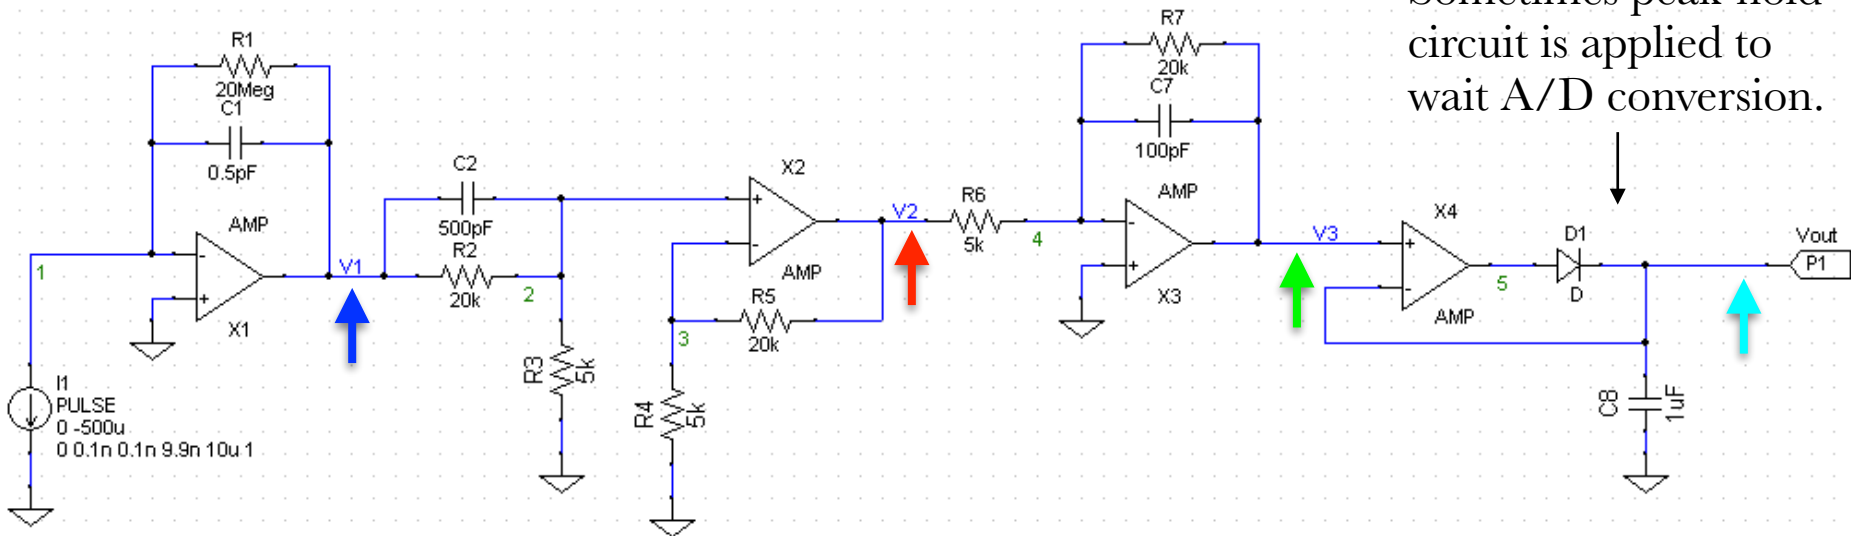 Sometimes peak-hold
circuit is applied to
wait A/D conversion.
R1
20Meg
C1
0.5pF
AMP
-
+
X1
1
I1
PULSE
0 -500u
0 0.1n 0.1n 9.9n 10u 1
V1
C2
500pF
R2
20k
2
R3
5k
X2
+
-
AMP
R5
20k
3
R4
5k
V2
R6
5k
4
R7
20k
C7
100pF
AMP
-
+
X3
V3
X4
+
-
AMP
5
D1
D
C8
1uF
Vout
P1